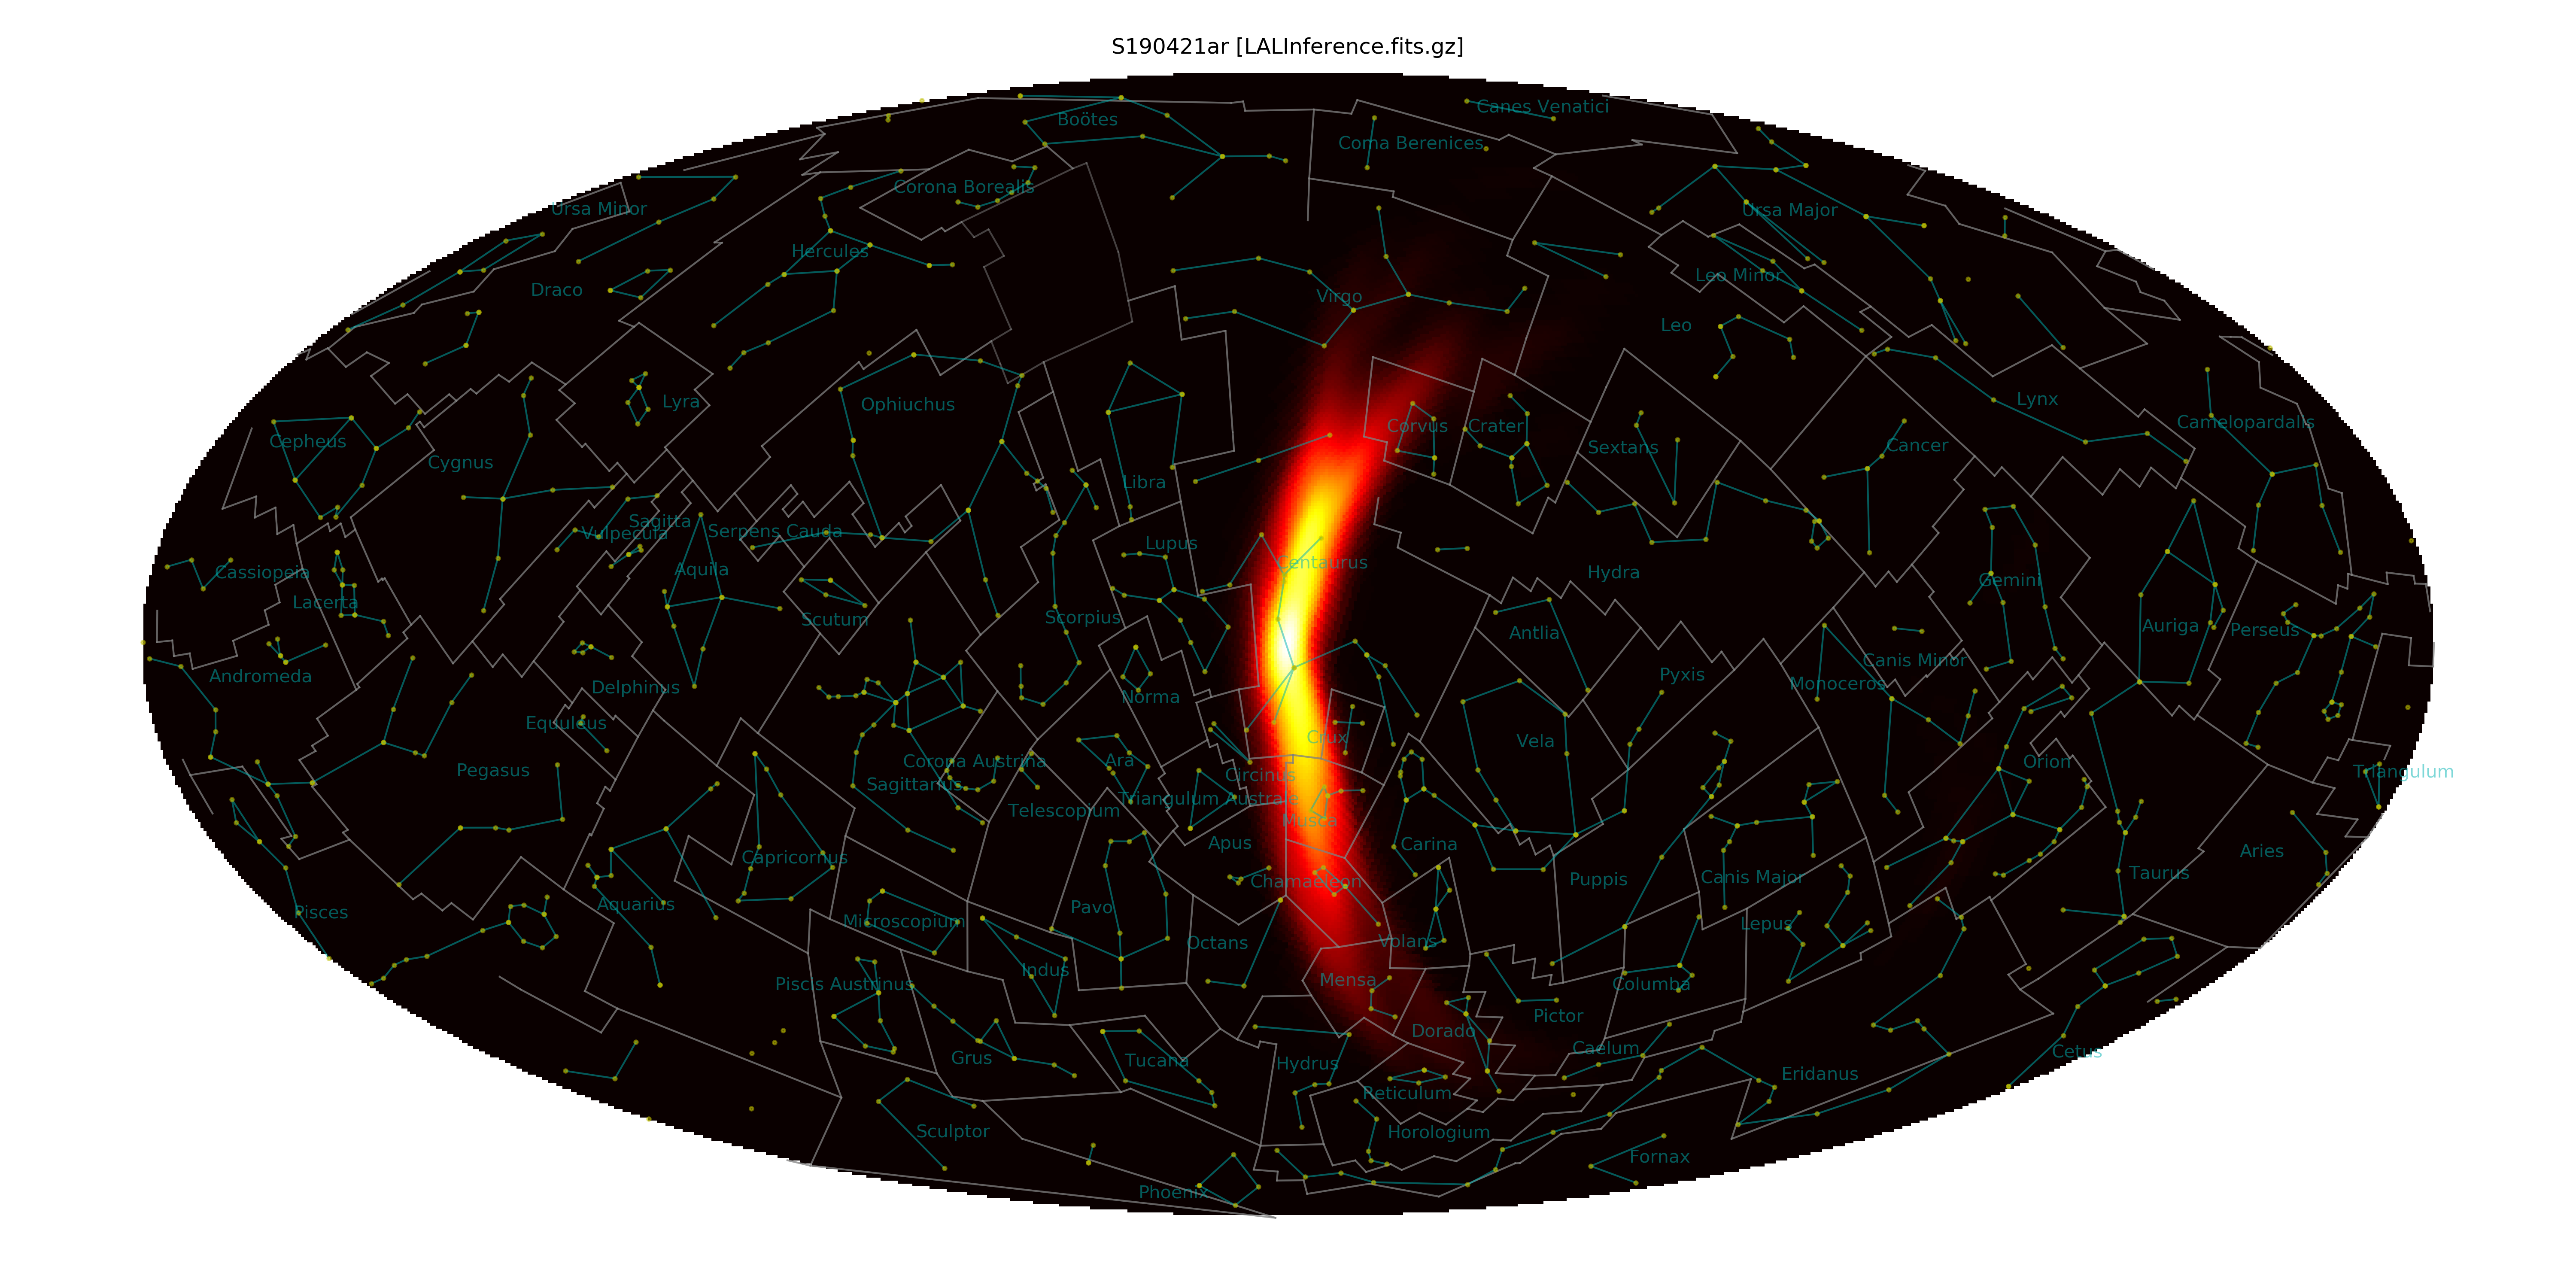 S190421ar [LALInference.fits.gz]
Canes Venatici
Boötes
Coma Berenices
Corona Borealis
Ursa Minor
Ursa Major
Hercules
Leo Minor
Draco
Virgo
Leo
Lynx
Lyra
Ophiuchus
Camelopardalis
Corvus
Crater
Cepheus
Sextans
Cancer
Cygnus
Libra
Sagitta
Serpens Cauda
Vulpecula
Lupus
Centaurus
Aquila
Cassiopeia
Hydra
Gemini
Lacerta
Scutum
Scorpius
Auriga
Perseus
Antlia
Canis Minor
Andromeda
Pyxis
Monoceros
Delphinus
Norma
Equuleus
Crux
Vela
Corona Austrina
Ara
Orion
Pegasus
Circinus
Triangulum
Sagittarius
Triangulum Australe
Telescopium
Musca
Apus
Carina
Aries
Capricornus
Taurus
Canis Major
Puppis
Chamaeleon
Aquarius
Pavo
Pisces
Microscopium
Lepus
Octans
Volans
Indus
Mensa
Piscis Austrinus
Columba
Pictor
Dorado
Caelum
Cetus
Grus
Tucana
Hydrus
Eridanus
Reticulum
Sculptor
Horologium
Fornax
Phoenix